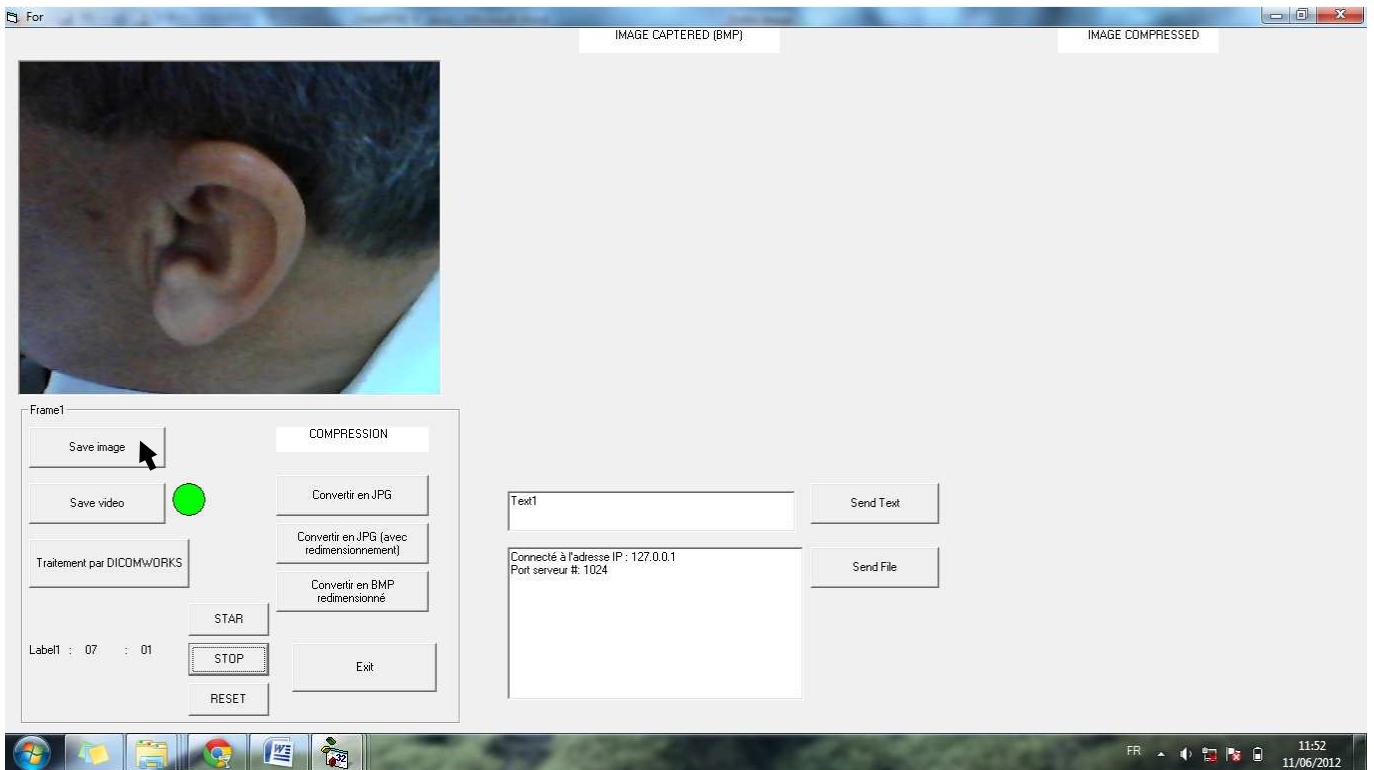 For
IMAGE CAPTERED (BMP)
IMAGE COMPRESSED
Frame1
Save image
COMPRESSION
Save video
Convertir en JPG
Traitement par DICOMWORKS
Convertir en JPG (avec
redimensionnement)
Convertir en BMP
redimensionné
STAR
Label1 : 07 : 01
STOP
Exit
RESET
Text1
Send Text
Connecté à l'adresse IP : 127.0.0.1
Port serveur #: 1024
Send File
32
FR
11:52
11/06/2012